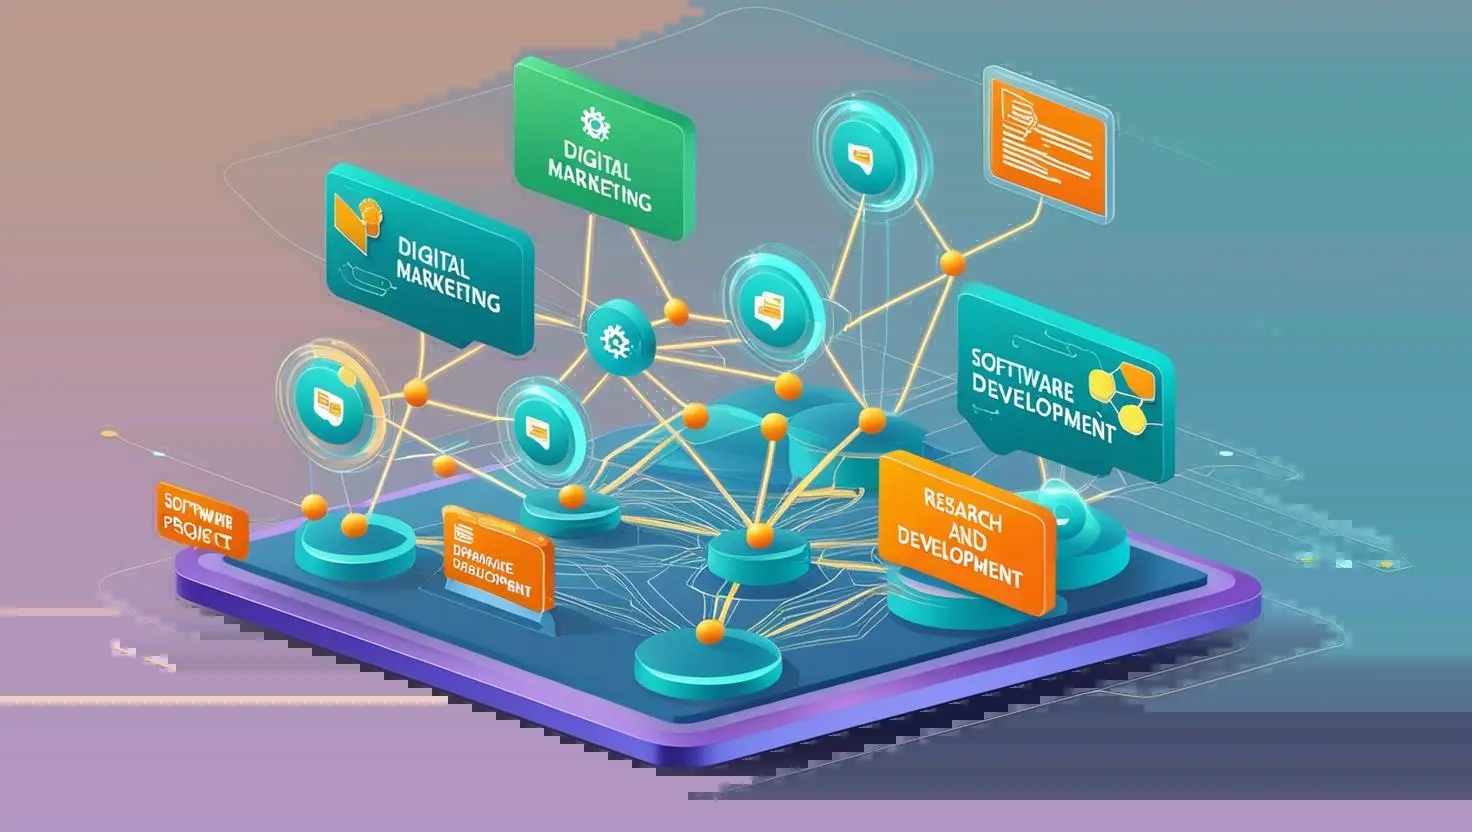 DIGITAL
MARKETING
DIGITAL
MARKETING
SOFTWARE
DEVELOPMENT
RESEARCH
AND
DEVELOPMENT